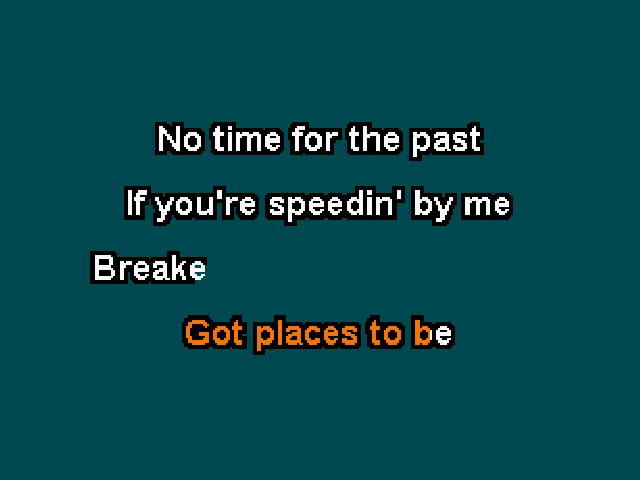 No time for the past
If you're speedin' by me
Breake
Got places to be